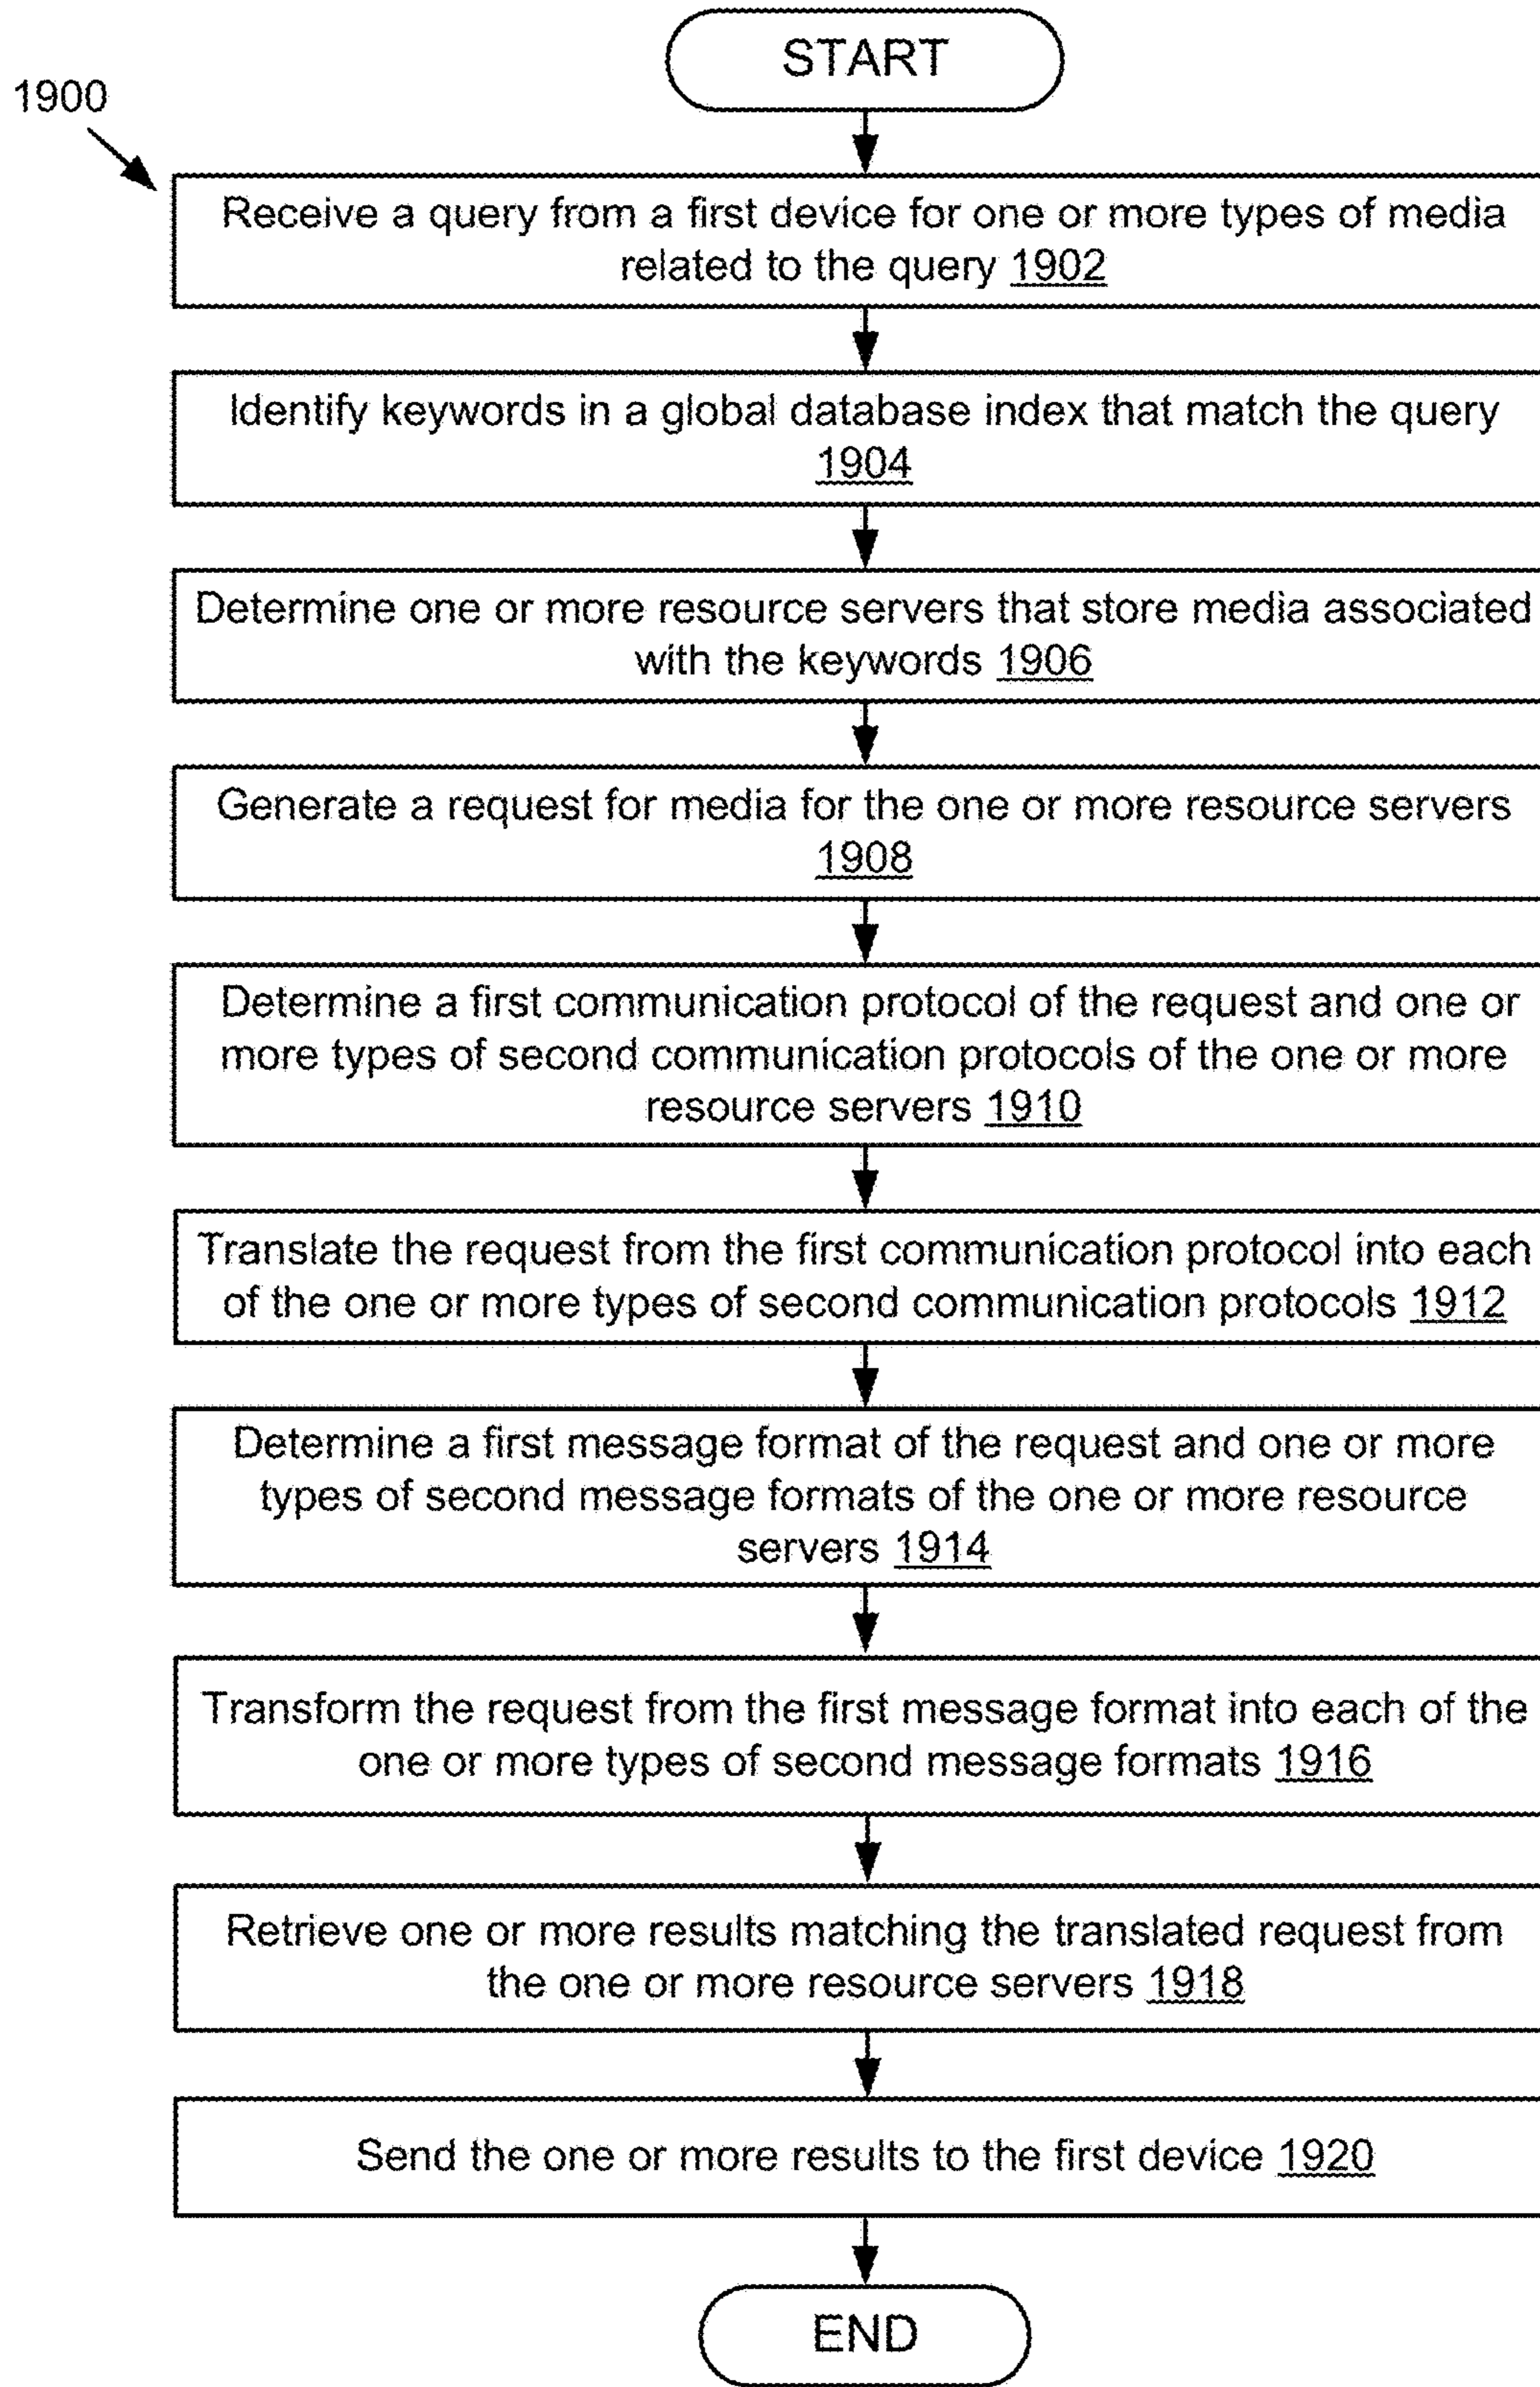 START
1900
Receive a query from a first device for one or more types of media
related to the query 1902
Identify keywords in a global database index that match the query
1904
Determine one or more resource servers that store media associated
with the keywords 1906
Generate a request for media for the one or more resource servers
1908
Determine a first communication protocol of the request and one or
more types of second communication protocols of the one or more
resource servers 1910
Translate the request from the first communication protocol into each
of the one or more types of second communication protocols 1912
Determine a first message format of the request and one or more
types of second message formats of the one or more resource
servers 1914
Transform the request from the first message format into each of the
one or more types of second message formats 1916
Retrieve one or more results matching the translated request from
the one or more resource servers 1918
Send the one or more results to the first device 1920
END